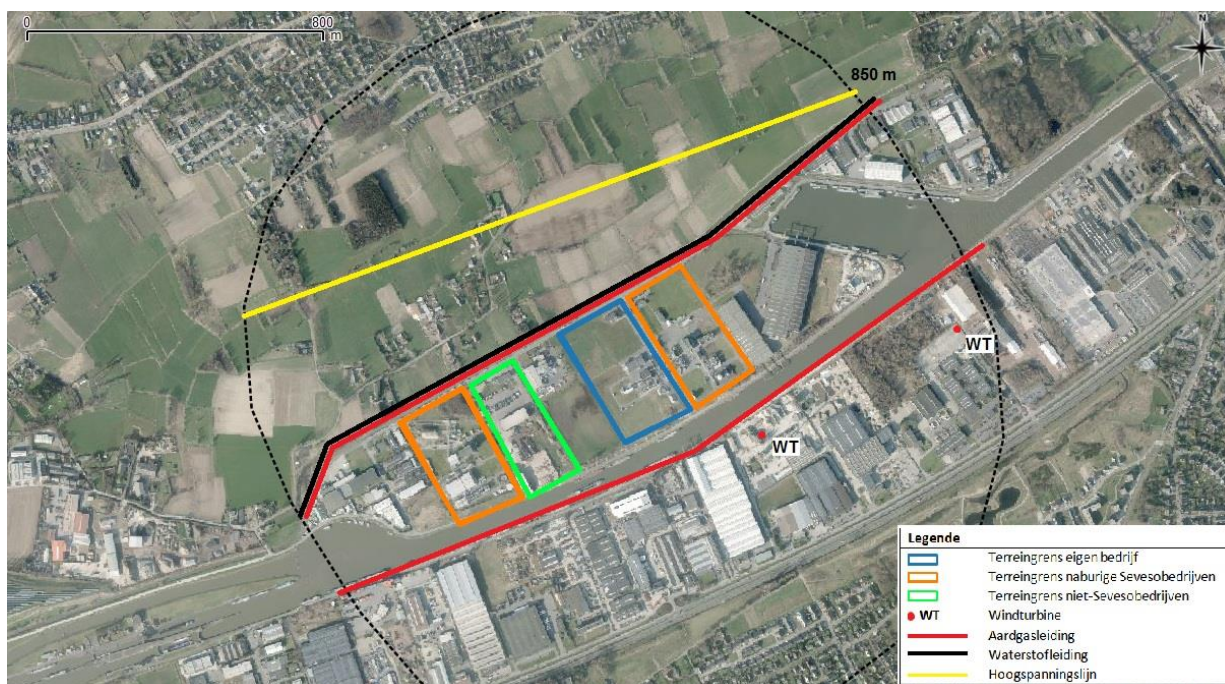 0
800
m
N
850 m
WT
WT
Legende
Terreingrens eigen bedrijf
Terreingrens naburige Sevesobedrijven
Terreingrens niet-Sevesobedrijven
WT Windturbine
Aardgasleiding
Waterstofleiding
Hoogspanningslijn